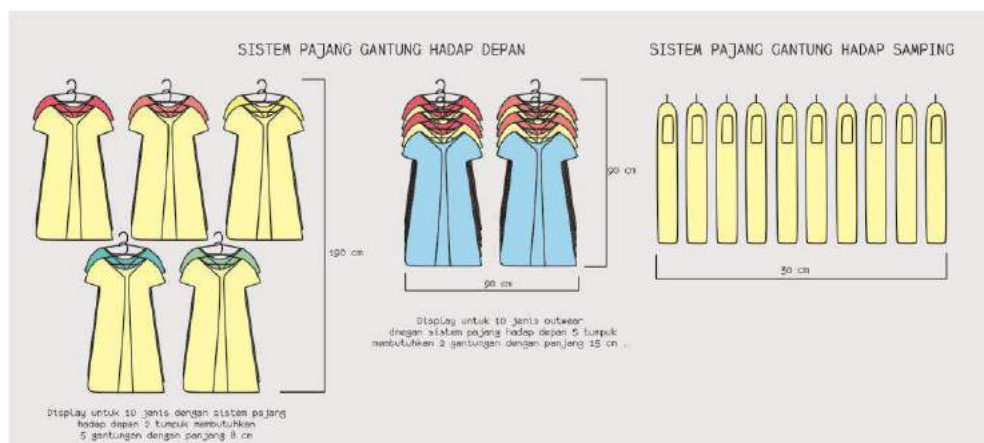 SISTEM PAJANG GANTUNG HADAP DEPAN
SISTEM PAJANG GANTUNG HADAP SAMPING
190 cm
90 cm
90 cm
30 cm
Display untuk 10 jenis outwear
dnegan sistem pajang hadap depan 5 tumpuk
membutuhkan 2 gantungan dengan panjang 15 cm .
Display untuk 10 jenis dengan sistem pajang
hadap depan 2 tumpuk membutuhkan
5 gantungan dengan panjang 8 cm